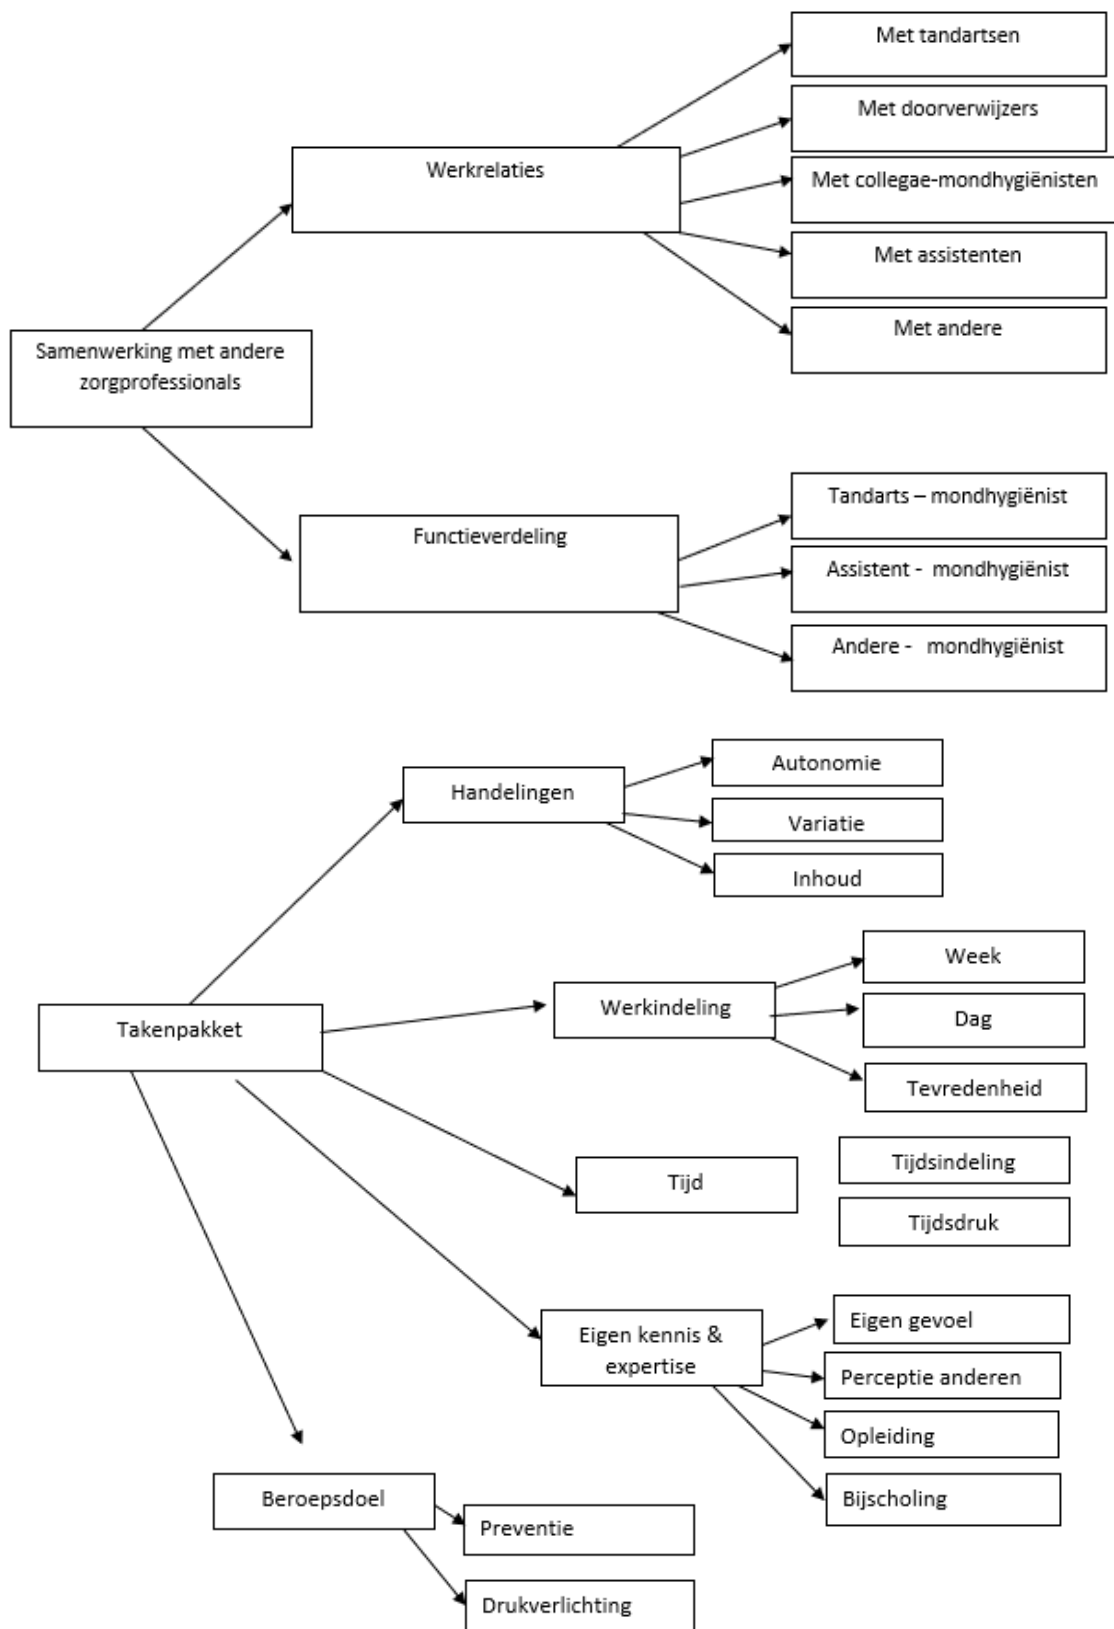 Met tandartsen
Met doorverwijzers
Werkrelaties
Met collegae-mondhygiënisten
Met assistenten
Met andere
Samenwerking met andere
zorgprofessionals
Tandarts – mondhygiënist
Functieverdeling
Assistent - mondhygiënist
Andere - mondhygiënist
Autonomie
Handelingen
Variatie
Inhoud
Week
Werkindeling
Dag
Takenpakket
Tevredenheid
Tijdsindeling
Tijd
Tijdsdruk
Eigen gevoel
Eigen kennis &
expertise
Perceptie anderen
Opleiding
Bijscholing
Beroepsdoel
Preventie
Drukverlichting